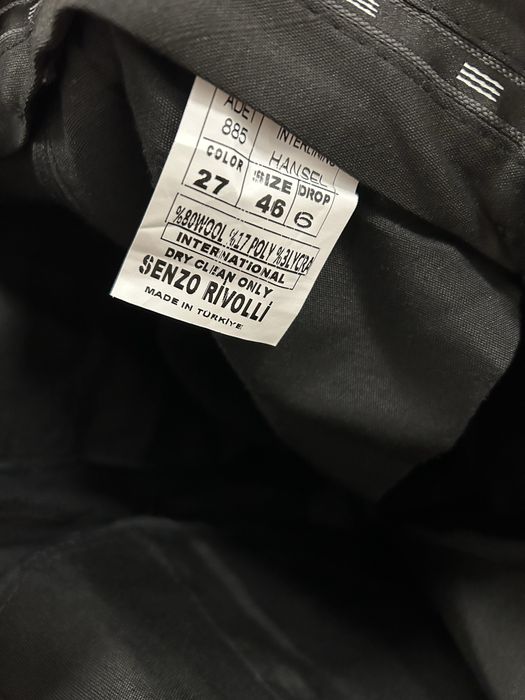 ADET INTERLINING
885 HANSEL
COLOR SIZE DROP
27 46 6
%80WOOL %17 POLY %3LYCRA
INTERNATIONAL
DRY CLEAN ONLY
SENZO RIVOLLİ
MADE IN TÜRKİYE